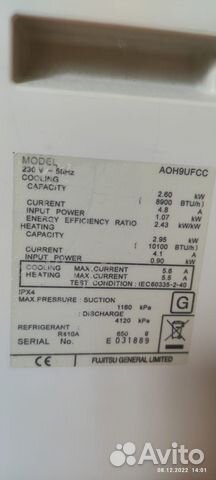 MODEL AOH9UFCC
230 V ~ 50Hz
COOLING
CAPACITY 2.60 kW
( 8900 BTU/h )
CURRENT 4.8 A
INPUT POWER 1.07 kW
ENERGY EFFICIENCY RATIO 2.43 kW/kW
HEATING
CAPACITY 2.95 kW
( 10100 BTU/h )
CURRENT 4.1 A
INPUT POWER 0.90 kW
COOLING MAX.CURRENT 5.6 A
HEATING MAX.CURRENT 5.5 A
TEST CONDITION : IEC60335-2-40
IPX4
MAX.PRESSURE : SUCTION
1160 kPa
: DISCHARGE
4120 kPa
G
REFRIGERANT
R410A 650 g
SERIAL No. E 031889
CE FUJITSU GENERAL LIMITED
Avito
08.12.2022 14:01